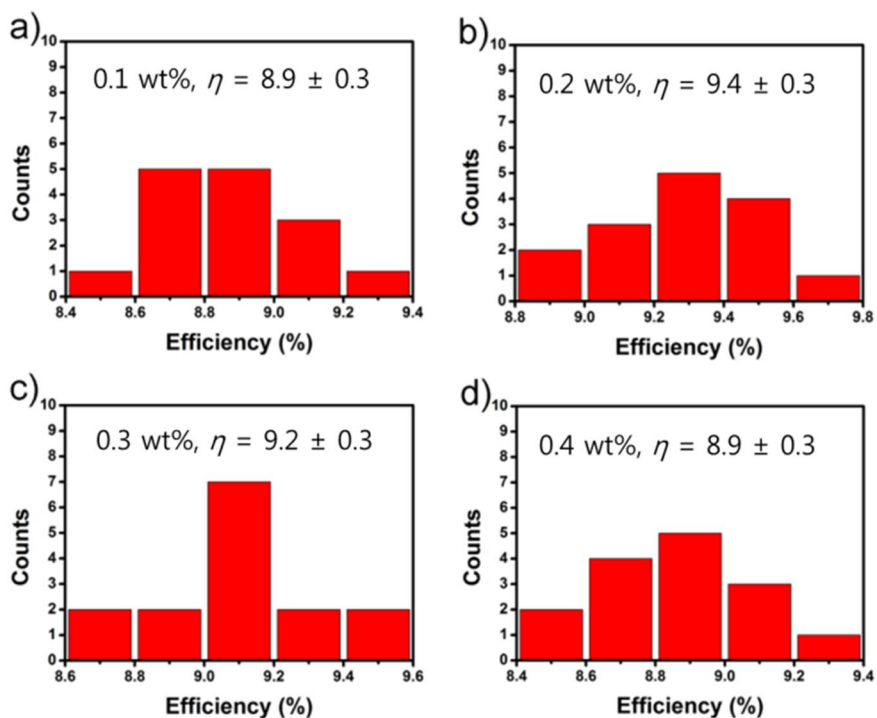 a)
10
9
8
7
6
5
4
3
2
1
0
Counts
0.1 wt%, η = 8.9 ± 0.3
8.4 8.6 8.8 9.0 9.2 9.4
Efficiency (%)
b)
10
9
8
7
6
5
4
3
2
1
0
Counts
0.2 wt%, η = 9.4 ± 0.3
8.8 9.0 9.2 9.4 9.6 9.8
Efficiency (%)
c)
10
9
8
7
6
5
4
3
2
1
0
Counts
0.3 wt%, η = 9.2 ± 0.3
8.6 8.8 9.0 9.2 9.4 9.6
Efficiency (%)
d)
10
9
8
7
6
5
4
3
2
1
0
Counts
0.4 wt%, η = 8.9 ± 0.3
8.4 8.6 8.8 9.0 9.2 9.4
Efficiency (%)